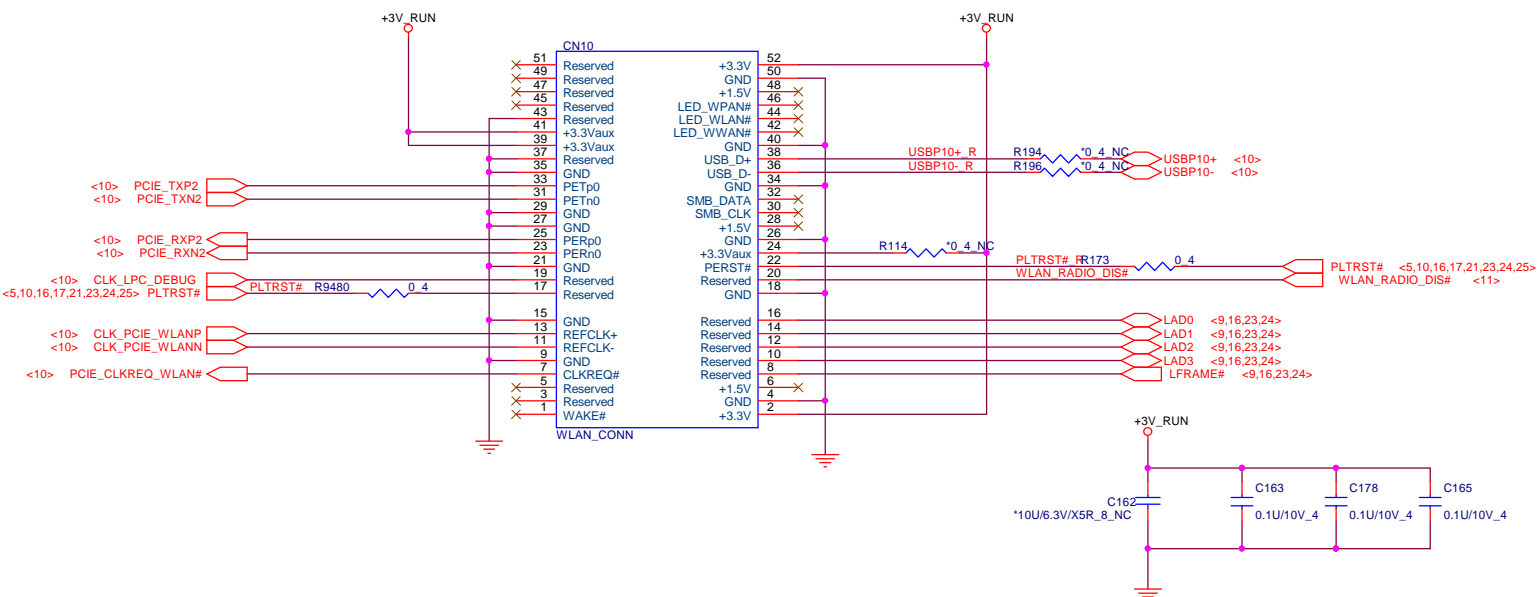 +3V_RUN
+3V_RUN
CN10
51 Reserved
49 Reserved
47 Reserved
45 Reserved
43 Reserved
41 +3.3Vaux
39 +3.3Vaux
37 Reserved
35 GND
<10> PCIE_TXP2 33 PETp0
<10> PCIE_TXN2 31 PETn0
29 GND
27 GND
<10> PCIE_RXP2 25 PERp0
<10> PCIE_RXN2 23 PERn0
21 GND
<10> CLK_LPC_DEBUG 19 Reserved
<5,10,16,17,21,23,24,25> PLTRST# PLTRST# R9480 0_4 17 Reserved
15 GND
<10> CLK_PCIE_WLANP 13 REFCLK+
<10> CLK_PCIE_WLANN 11 REFCLK-
9 GND
<10> PCIE_CLKREQ_WLAN# 7 CLKREQ#
5 Reserved
3 Reserved
1 WAKE#
WLAN_CONN
+3.3V 52
GND 50
+1.5V 48
LED_WPAN# 46
LED_WLAN# 44
LED_WWAN# 42
GND 40
USB_D+ 38 USBP10+_R R194 *0_4_NC USBP10+ <10>
USB_D- 36 USBP10-_R R196 *0_4_NC USBP10- <10>
GND 34
SMB_DATA 32
SMB_CLK 30
+1.5V 28
GND 26
+3.3Vaux 24 R114 *0_4_NC
PERST# 22 PLTRST#_R R173 0_4 PLTRST# <5,10,16,17,21,23,24,25>
Reserved 20 WLAN_RADIO_DIS# WLAN_RADIO_DIS# <11>
GND 18
Reserved 16 LAD0 <9,16,23,24>
Reserved 14 LAD1 <9,16,23,24>
Reserved 12 LAD2 <9,16,23,24>
Reserved 10 LAD3 <9,16,23,24>
Reserved 8 LFRAME# <9,16,23,24>
+1.5V 6
GND 4
+3.3V 2
+3V_RUN
C162
*10U/6.3V/X5R_8_NC
C163
0.1U/10V_4
C178
0.1U/10V_4
C165
0.1U/10V_4